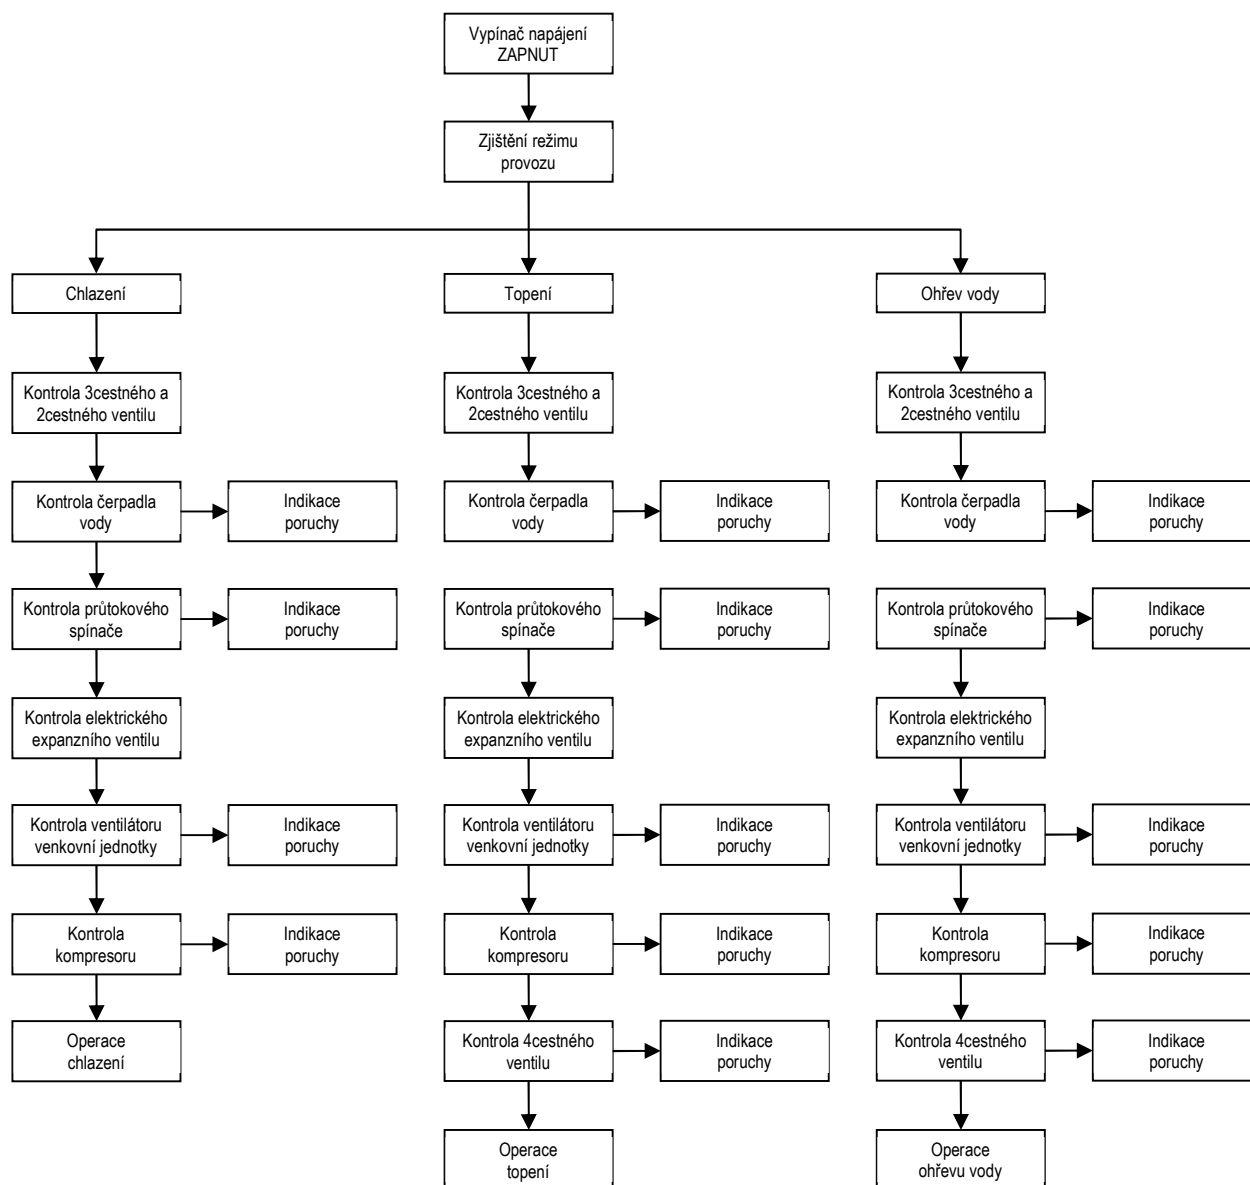 Vypínač napájení
ZAPNUT
Zjištění režimu
provozu
Chlazení
Topení
Ohřev vody
Kontrola 3cestného a
2cestného ventilu
Kontrola 3cestného a
2cestného ventilu
Kontrola 3cestného a
2cestného ventilu
Kontrola čerpadla
vody
Indikace
poruchy
Kontrola čerpadla
vody
Indikace
poruchy
Kontrola čerpadla
vody
Indikace
poruchy
Kontrola průtokového
spínače
Indikace
poruchy
Kontrola průtokového
spínače
Indikace
poruchy
Kontrola průtokového
spínače
Indikace
poruchy
Kontrola elektrického
expanzního ventilu
Kontrola elektrického
expanzního ventilu
Kontrola elektrického
expanzního ventilu
Kontrola ventilátoru
venkovní jednotky
Indikace
poruchy
Kontrola ventilátoru
venkovní jednotky
Indikace
poruchy
Kontrola ventilátoru
venkovní jednotky
Indikace
poruchy
Kontrola
kompresoru
Indikace
poruchy
Kontrola
kompresoru
Indikace
poruchy
Kontrola
kompresoru
Indikace
poruchy
Operace
chlazení
Kontrola 4cestného
ventilu
Indikace
poruchy
Kontrola 4cestného
ventilu
Indikace
poruchy
Operace
topení
Operace
ohřevu vody